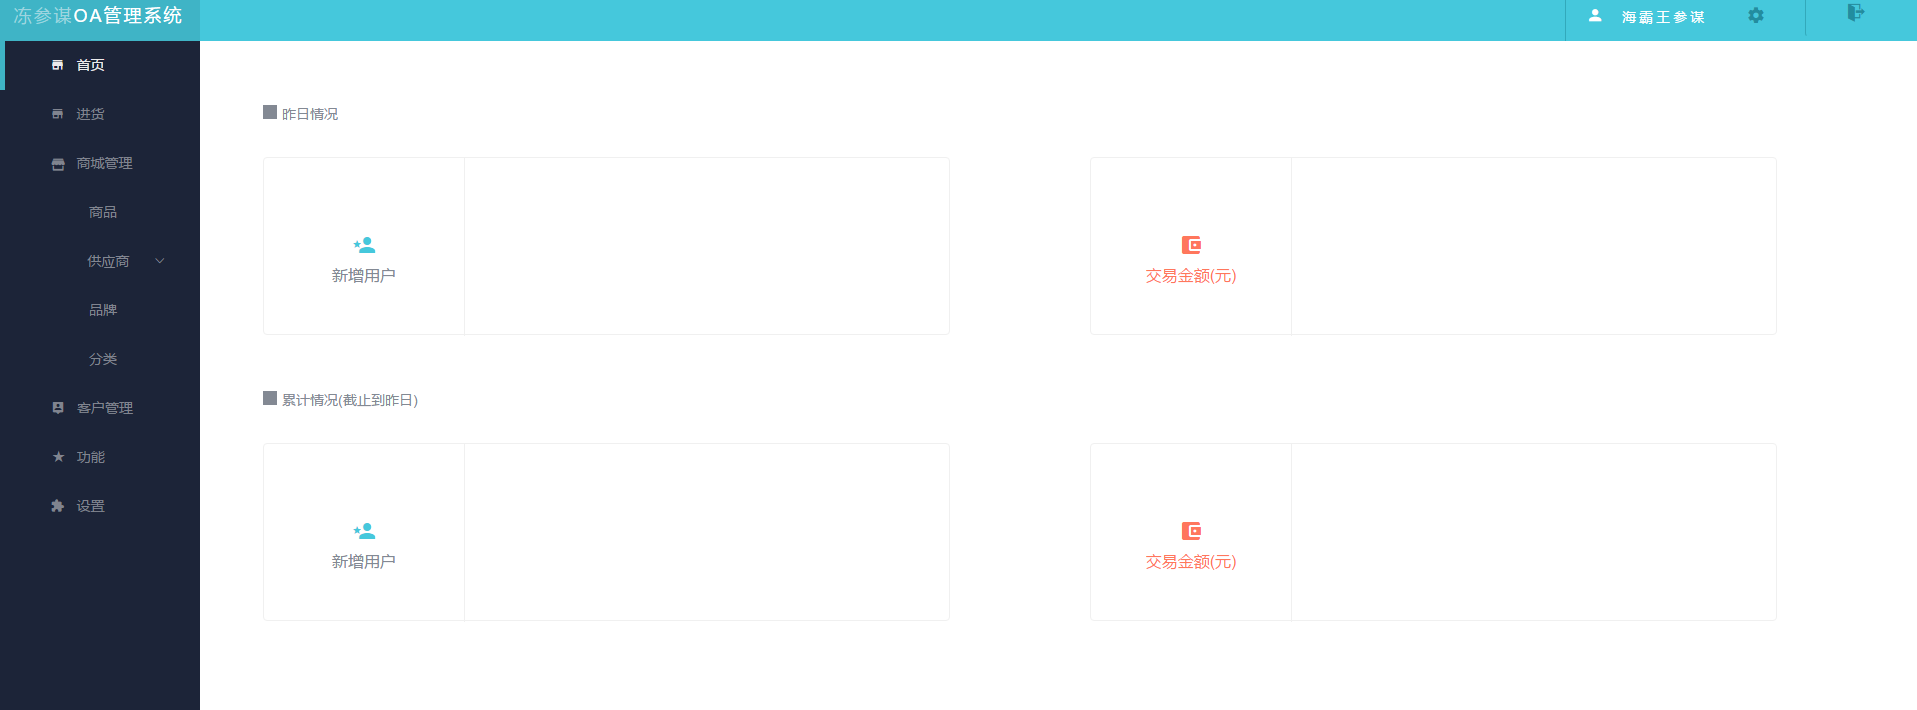 冻参谋OA管理系统
海霸王参谋
首页
进货
商城管理
商品
供应商
品牌
分类
客户管理
功能
设置
昨日情况
新增用户
交易金额(元)
累计情况(截止到昨日)
新增用户
交易金额(元)